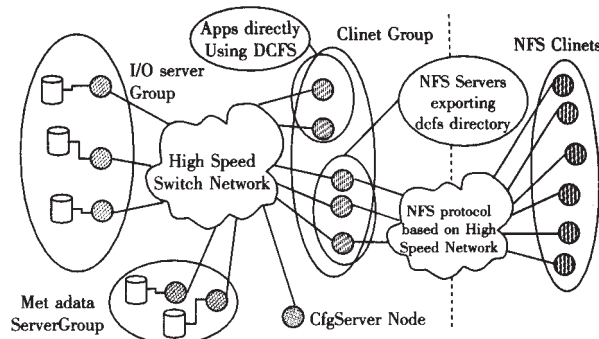 Apps directly
Using DCFS
Clinet Group
NFS Clinets
I/O server
Group
NFS Servers
exporting
dcfs directory
High Speed
Switch Network
NFS protocol
based on High
Speed Network
Met adata
ServerGroup
CfgServer Node